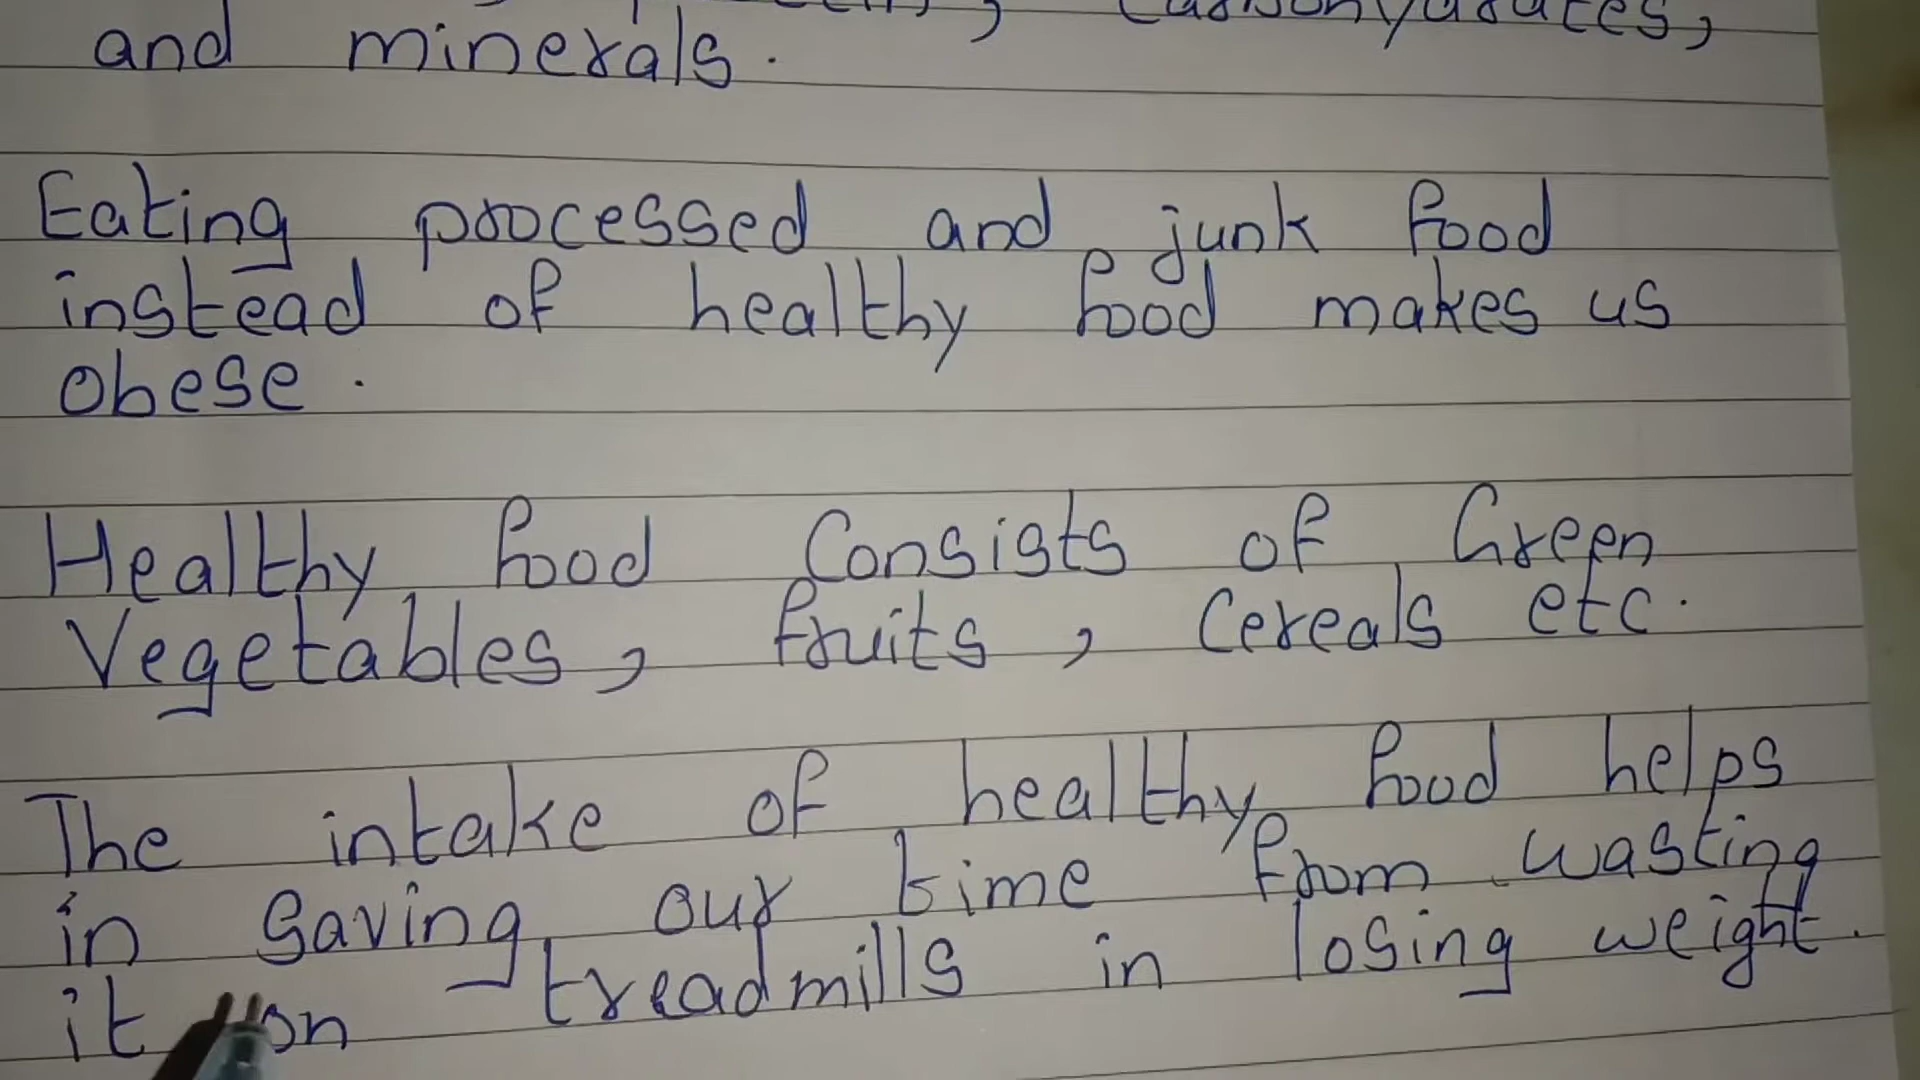 carbohydrates,
and minerals.
Eating processed and junk food
instead of healthy food makes us
obese.
Healthy food Consists of Green
Vegetables, fruits, Cereals etc.
The intake of healthy food helps
in saving our time from wasting
it on treadmills in losing weight.